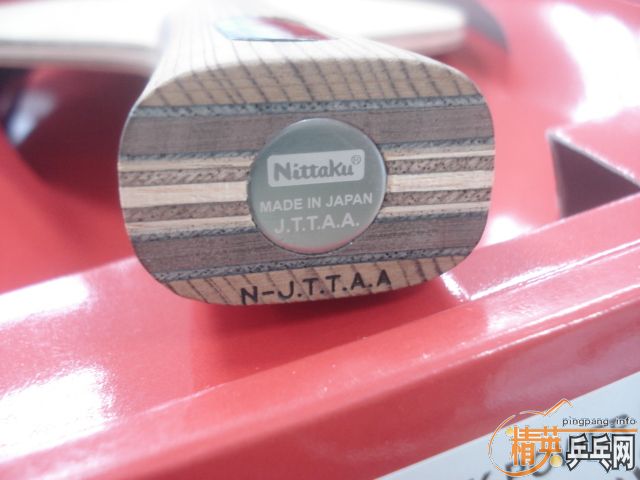 Nittaku®
MADE IN JAPAN
J.T.T.A.A.
N-J.T.T.A.A
pingpang.info
精英乒乓网